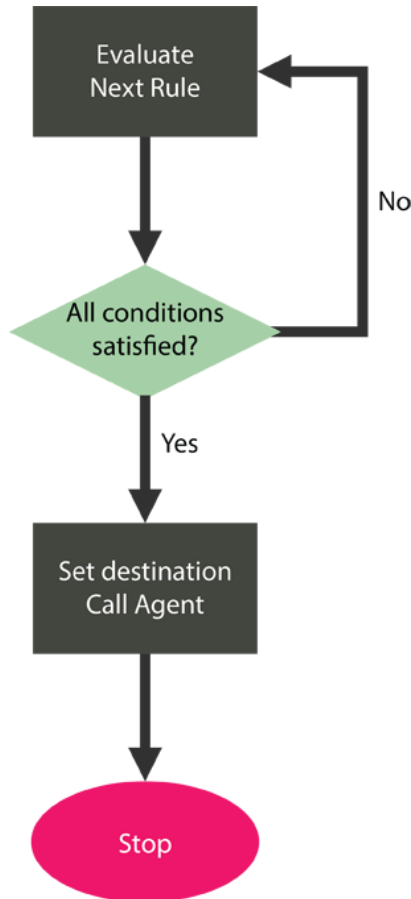 Evaluate
Next Rule
No
All conditions
satisfied?
Yes
Set destination
Call Agent
Stop